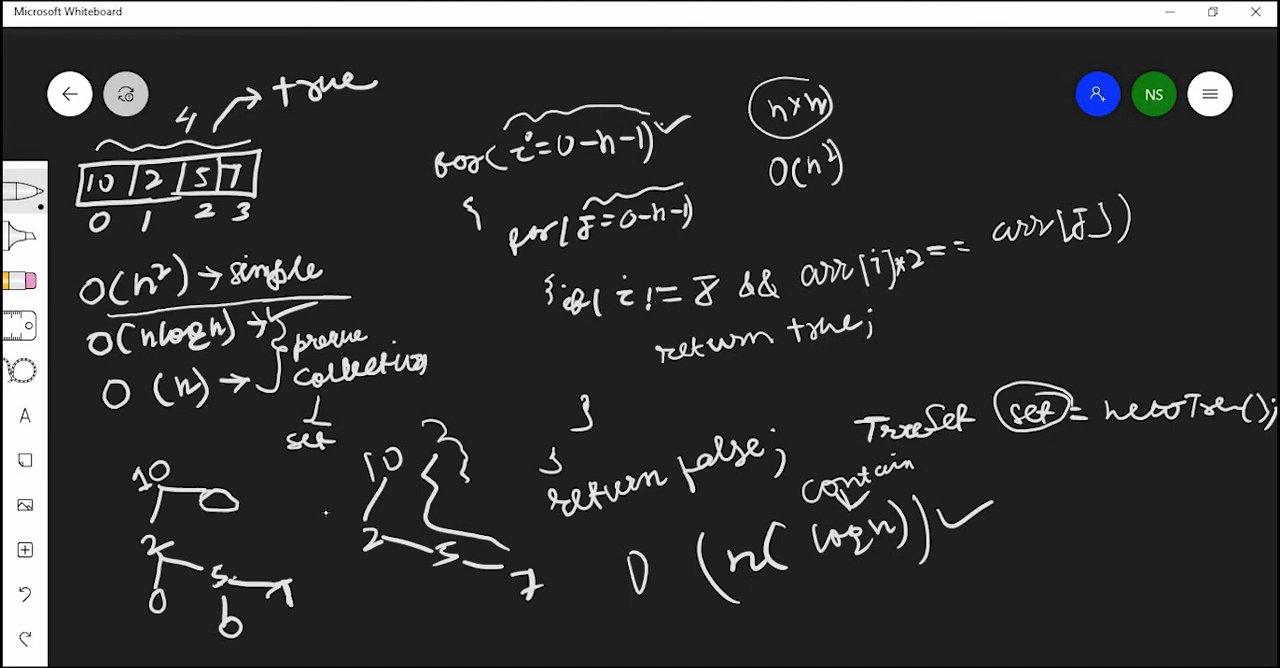 Microsoft Whiteboard
NS
A
4 → true
10 2 5 7
0 1 2 3
O(n²) → simple
O(nlogn) →
O (n) →
collection
set
for( i=0-n-1)
{
for( j=0-n-1)
{ if( i != j && arr[i]*2 == arr[j])
return true;
}
}
return false;
n×n
O(n²)
TreeSet set = new Tree();
contain
O (n( logn))
10
2
0 5 7
6
10
2 5
7